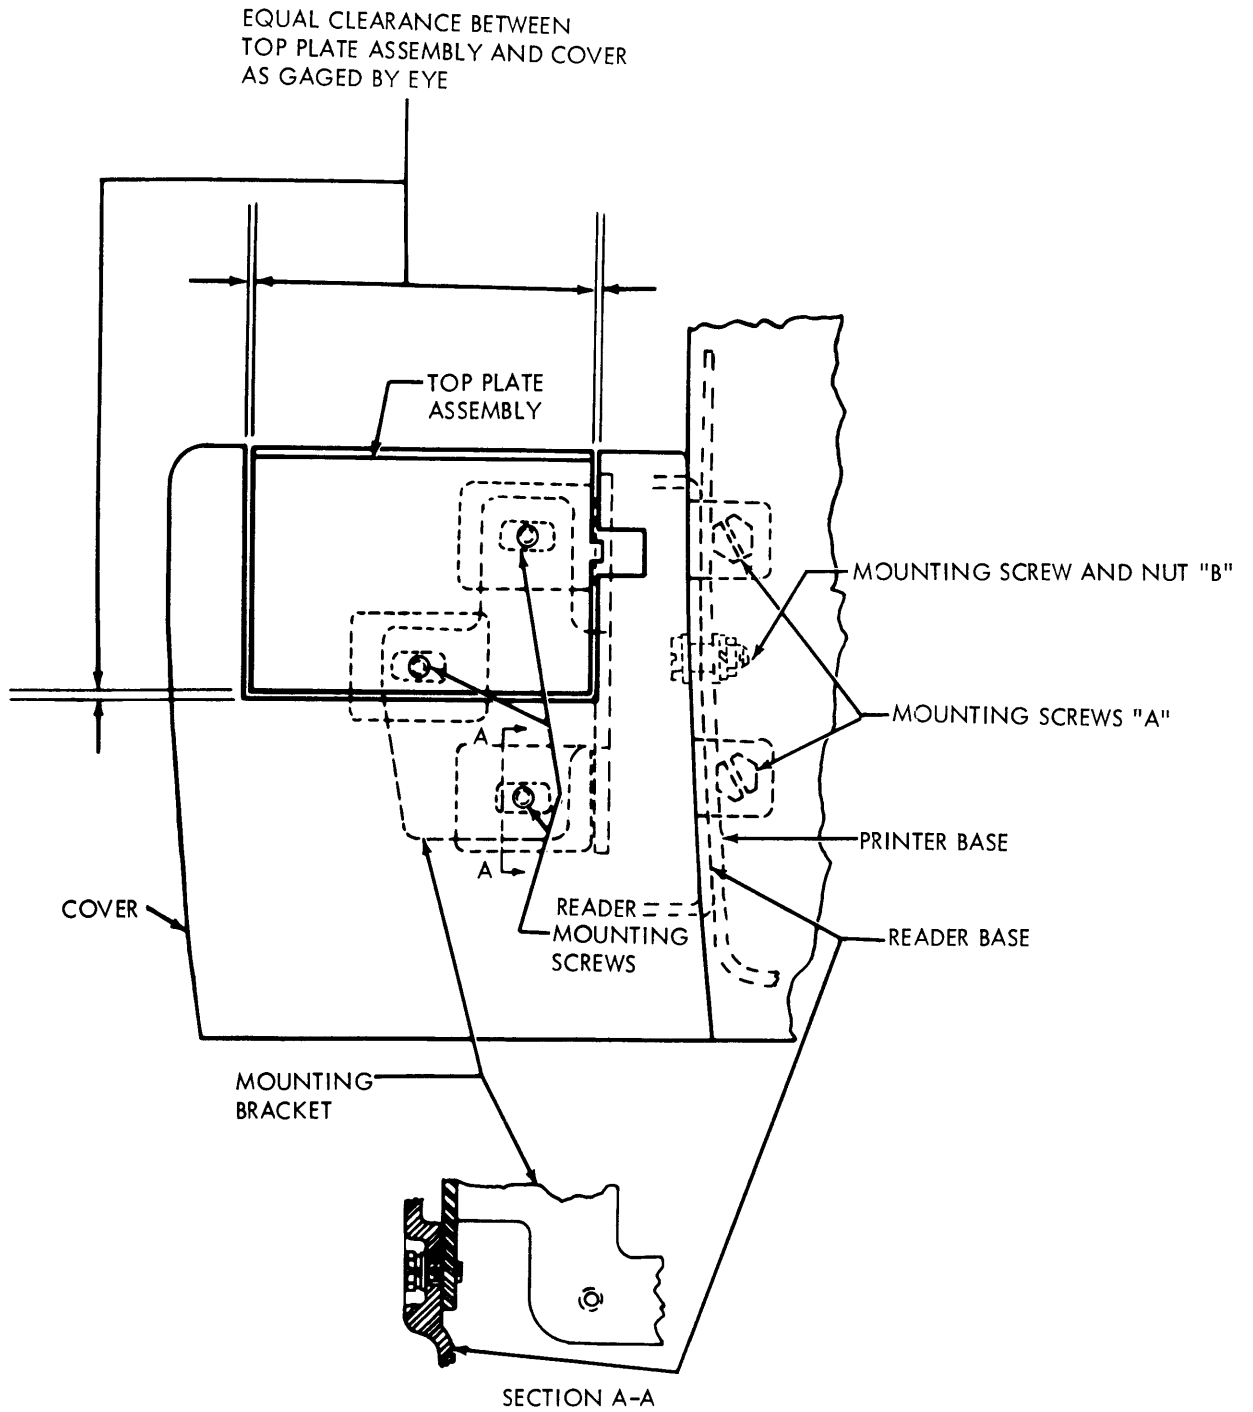 EQUAL CLEARANCE BETWEEN
TOP PLATE ASSEMBLY AND COVER
AS GAGED BY EYE
TOP PLATE
ASSEMBLY
MOUNTING SCREW AND NUT "B"
MOUNTING SCREWS "A"
A
PRINTER BASE
A
COVER
READER
MOUNTING
SCREWS
READER BASE
MOUNTING
BRACKET
SECTION A-A